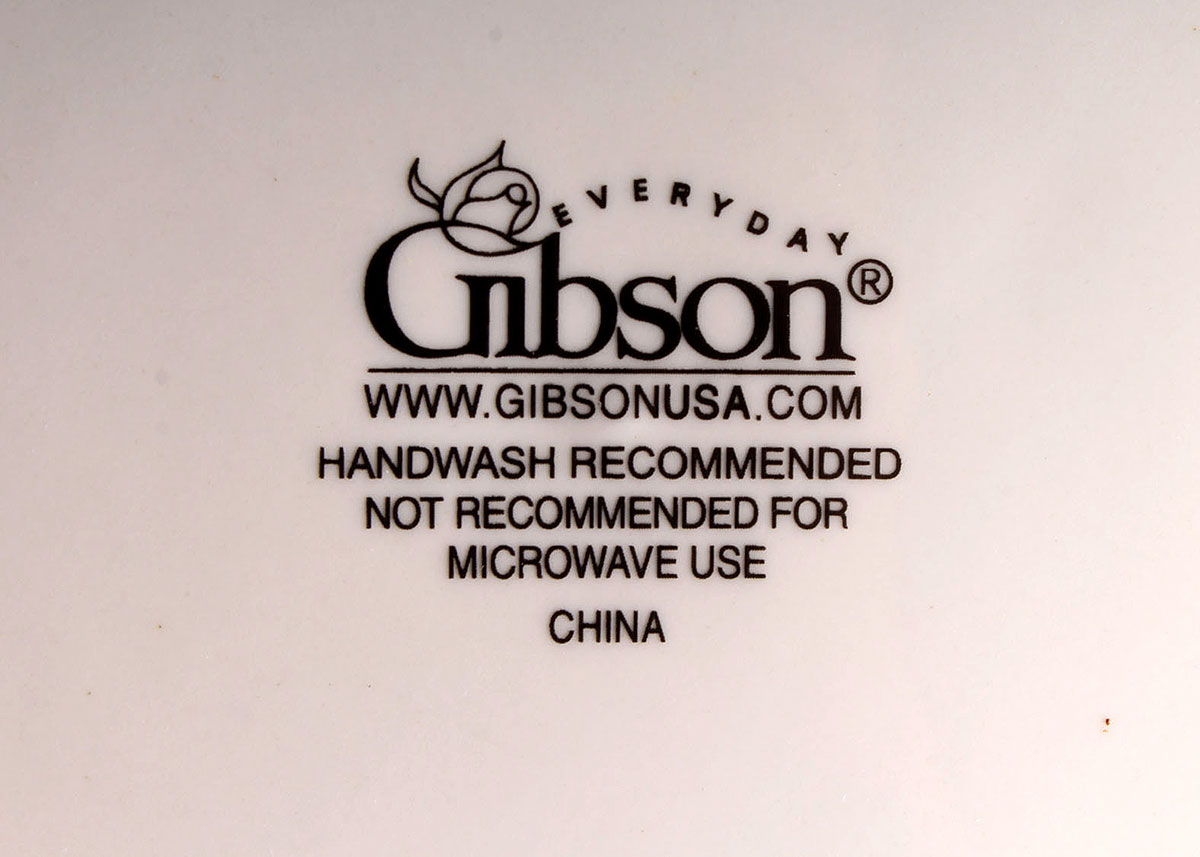 EVERYDAY
Gibson®
WWW.GIBSONUSA.COM
HANDWASH RECOMMENDED
NOT RECOMMENDED FOR
MICROWAVE USE
CHINA